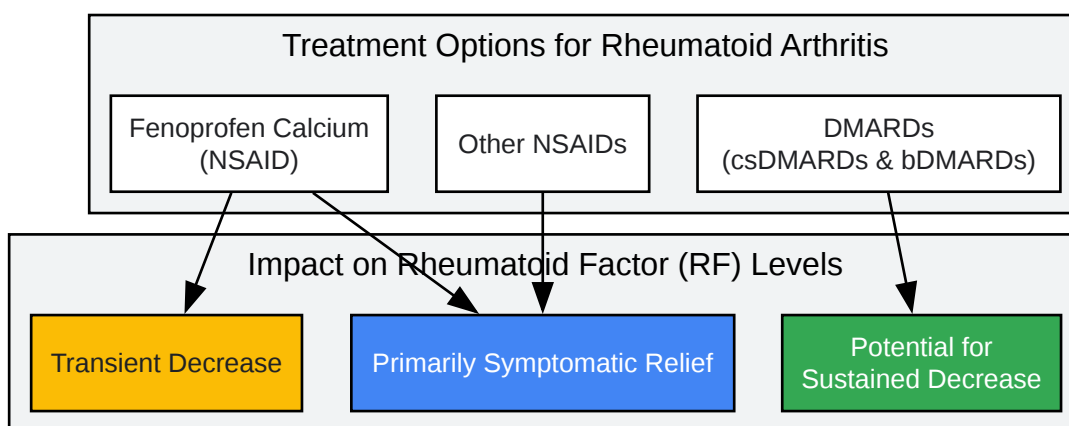 Treatment Options for Rheumatoid Arthritis
Fenoprofen Calcium
(NSAID)
Other NSAIDs
DMARDs
(csDMARDs & bDMARDs)
Impact on Rheumatoid Factor (RF) Levels
Transient Decrease
Primarily Symptomatic Relief
Potential for
Sustained Decrease